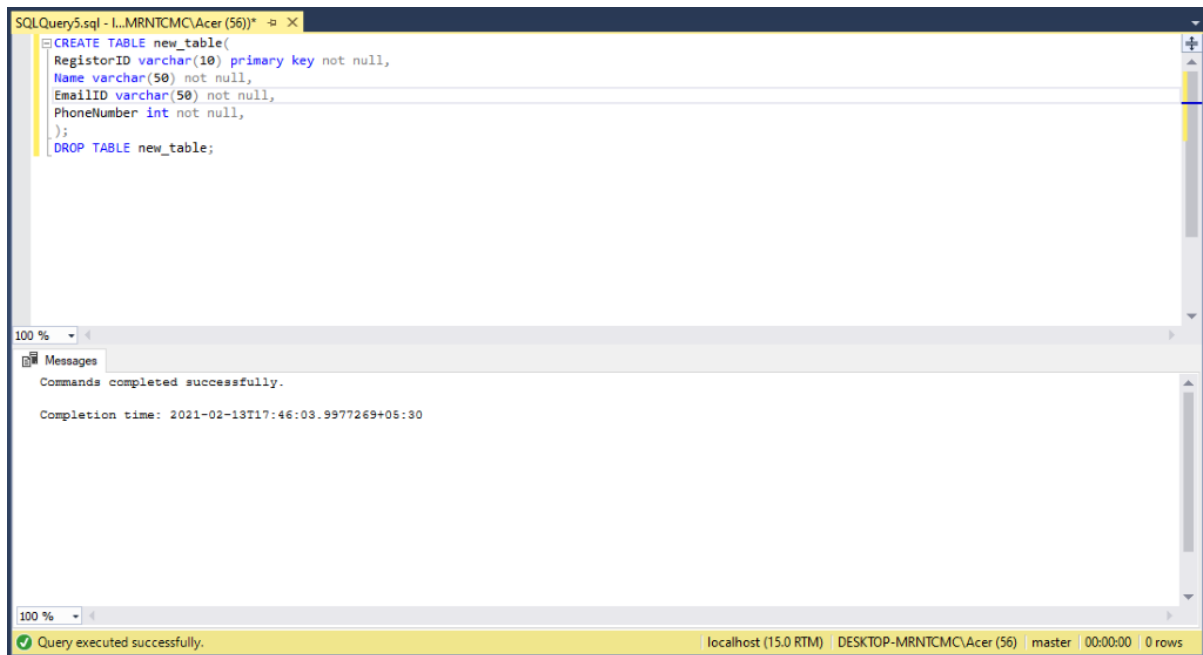 SQLQuery5.sql - I...MRNTCMC\Acer (56))*
CREATE TABLE new_table(
RegistorID varchar(10) primary key not null,
Name varchar(50) not null,
EmailID varchar(50) not null,
PhoneNumber int not null,
);
DROP TABLE new_table;
100 %
Messages
Commands completed successfully.
Completion time: 2021-02-13T17:46:03.9977269+05:30
100 %
Query executed successfully.
localhost (15.0 RTM) DESKTOP-MRNTCMC\Acer (56) master 00:00:00 0 rows